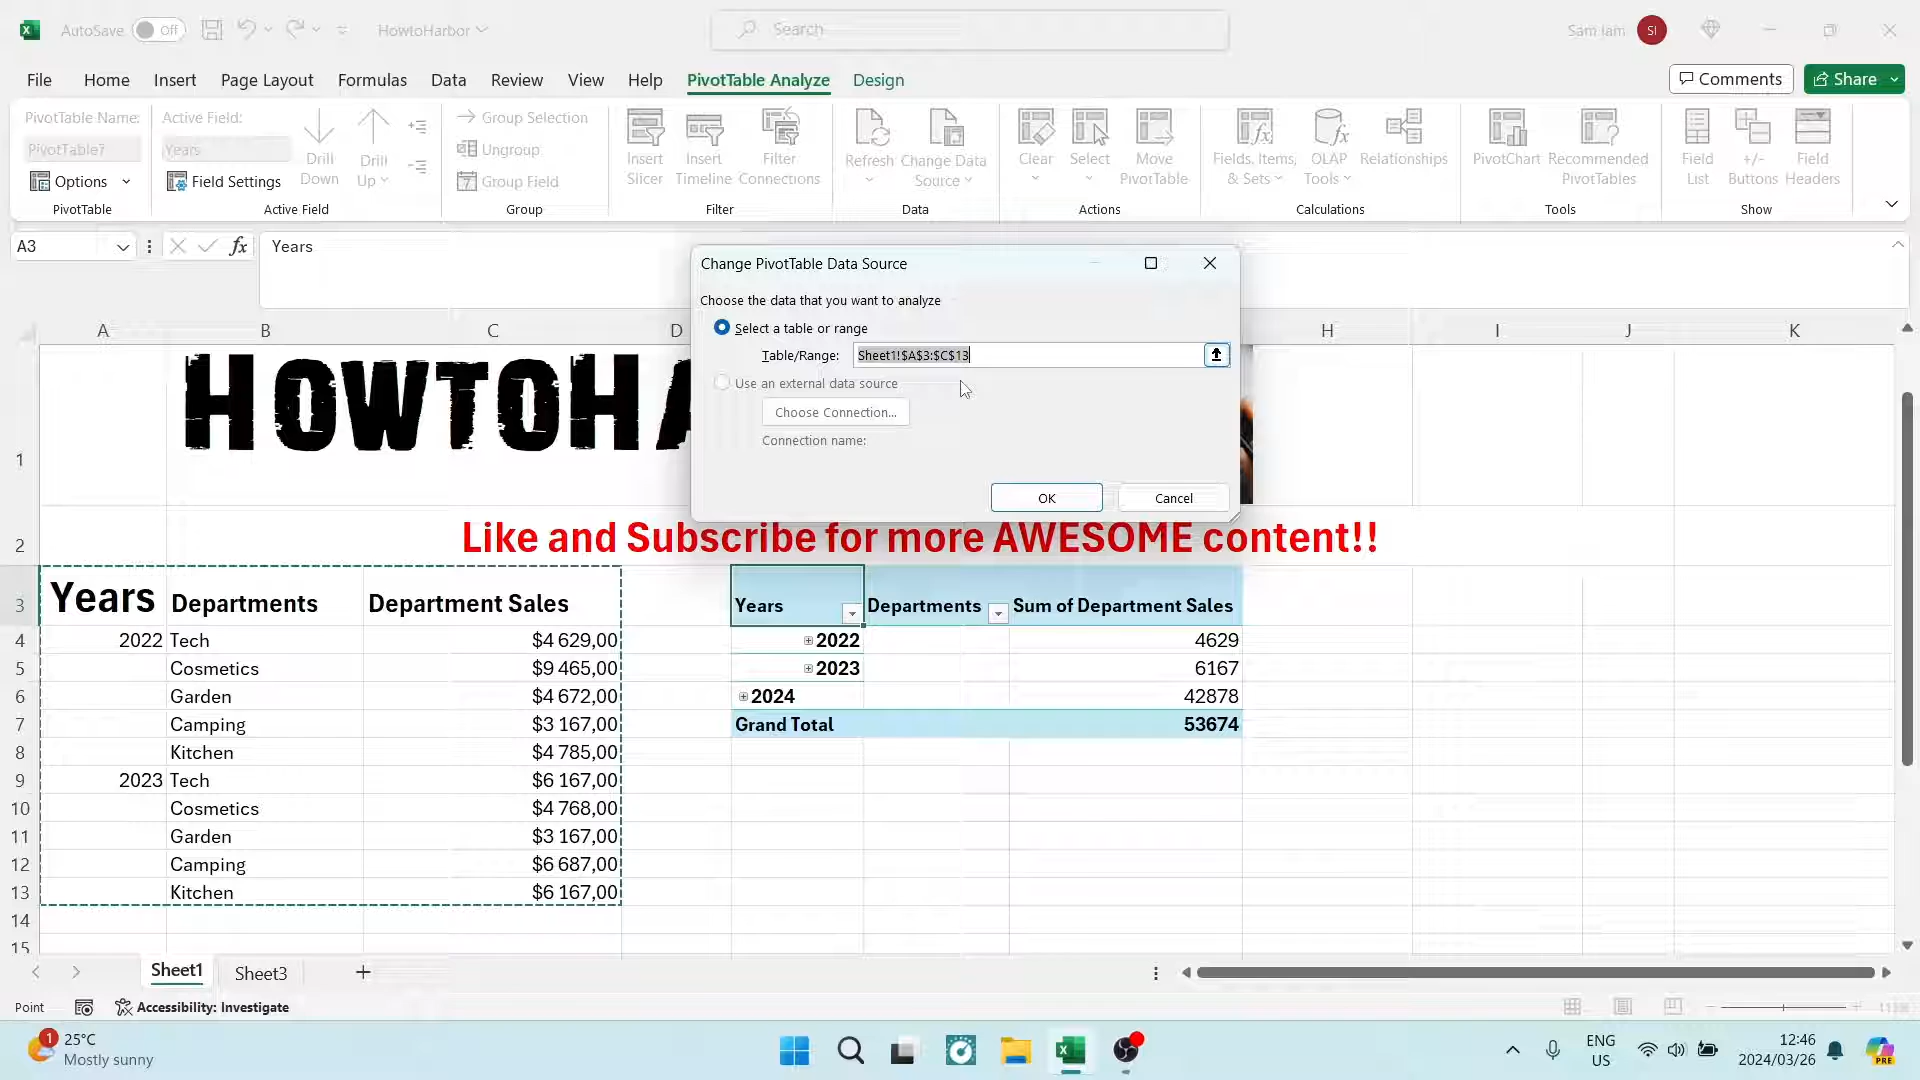 AutoSave Off HowtoHarbor Search Sam Iam SI
File Home Insert Page Layout Formulas Data Review View Help PivotTable Analyze Design Comments Share
PivotTable Name:
PivotTable7
Options
PivotTable
Active Field:
Years
Field Settings
Drill Down
Drill Up
Active Field
Group Selection
Ungroup
Group Field
Group
Insert Slicer
Insert Timeline
Filter Connections
Filter
Refresh
Change Data Source
Data
Clear
Select
Move PivotTable
Actions
Fields, Items, & Sets
OLAP Tools
Relationships
Calculations
PivotChart
Recommended PivotTables
Tools
Field List
+/- Buttons
Field Headers
Show
A3 fx Years
Change PivotTable Data Source
Choose the data that you want to analyze
Select a table or range
Table/Range: Sheet1!$A$3:$C$13
Use an external data source
Choose Connection...
Connection name:
OK Cancel
A B C D H I J K
1 HOWTOHA
2 Like and Subscribe for more AWESOME content!!
3 Years Departments Department Sales Years Departments Sum of Department Sales
4 2022 Tech $4 629,00 2022 4629
5 Cosmetics $9 465,00 2023 6167
6 Garden $4 672,00 2024 42878
7 Camping $3 167,00 Grand Total 53674
8 Kitchen $4 785,00
9 2023 Tech $6 167,00
10 Cosmetics $4 768,00
11 Garden $3 167,00
12 Camping $6 687,00
13 Kitchen $6 167,00
14
15
Sheet1 Sheet3
Point Accessibility: Investigate
1 25°C
Mostly sunny
ENG
US
12:46
2024/03/26
PRE